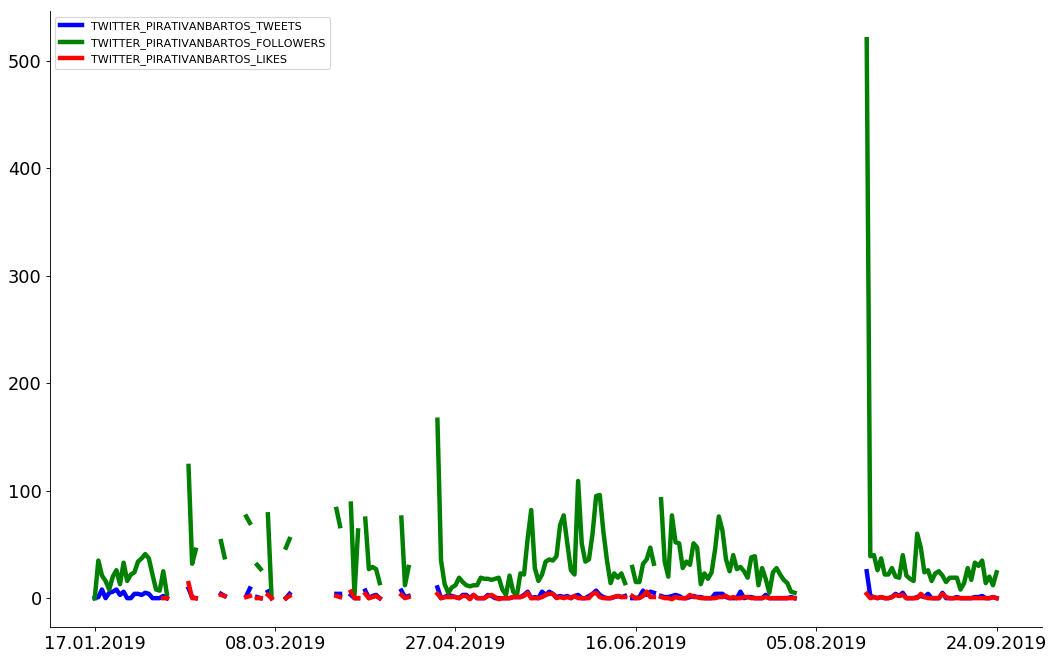 TWITTER_PIRATIVANBARTOS_TWEETS
TWITTER_PIRATIVANBARTOS_FOLLOWERS
TWITTER_PIRATIVANBARTOS_LIKES
500
400
300
200
100
0
17.01.2019 08.03.2019 27.04.2019 16.06.2019 05.08.2019 24.09.2019